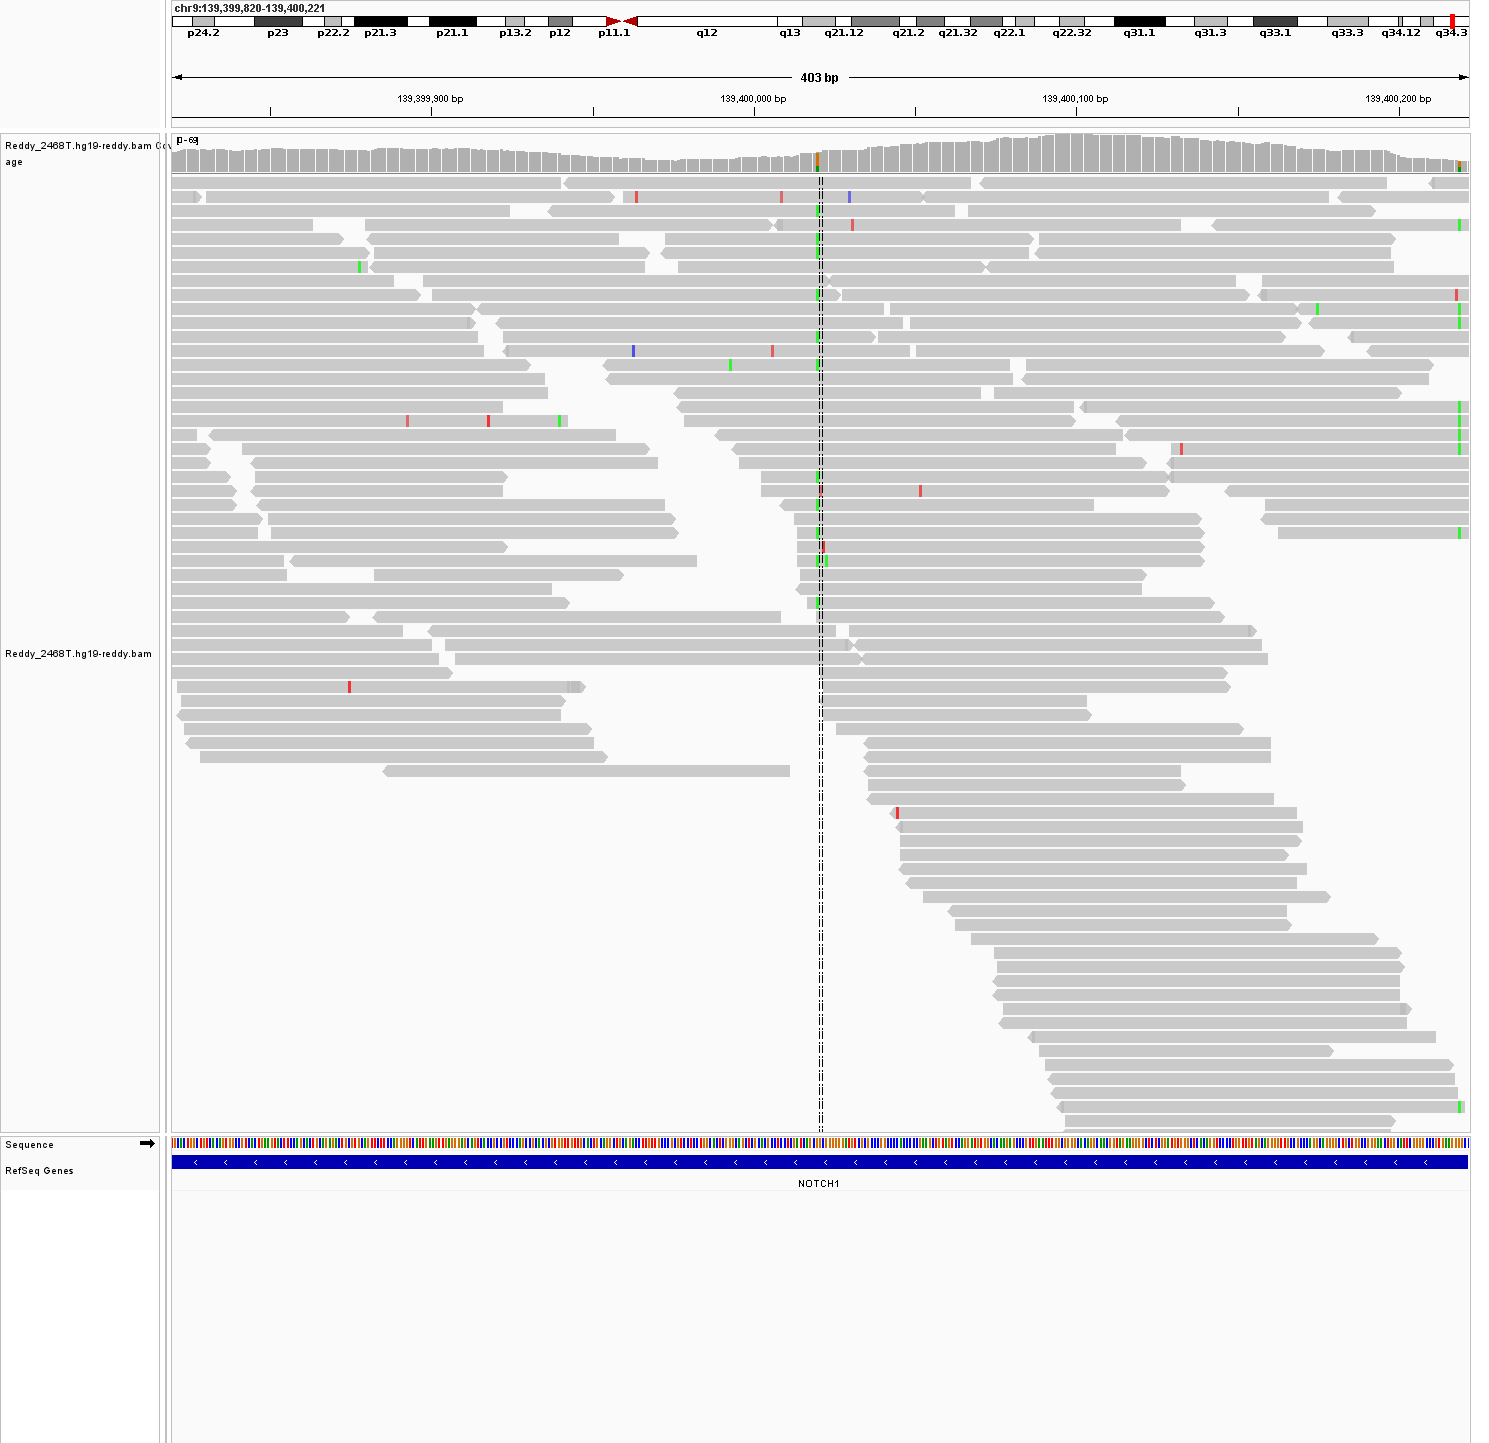 chr9:139,399,820-139,400,221
p24.2 p23 p22.2 p21.3 p21.1 p13.2 p12 p11.1 q12 q13 q21.12 q21.2 q21.32 q22.1 q22.32 q31.1 q31.3 q33.1 q33.3 q34.12 q34.3
403 bp
139,399,900 bp 139,400,000 bp 139,400,100 bp 139,400,200 bp
[0-69]
Reddy_2468T.hg19-reddy.bam Cov
age
Reddy_2468T.hg19-reddy.bam
Sequence
RefSeq Genes
NOTCH1